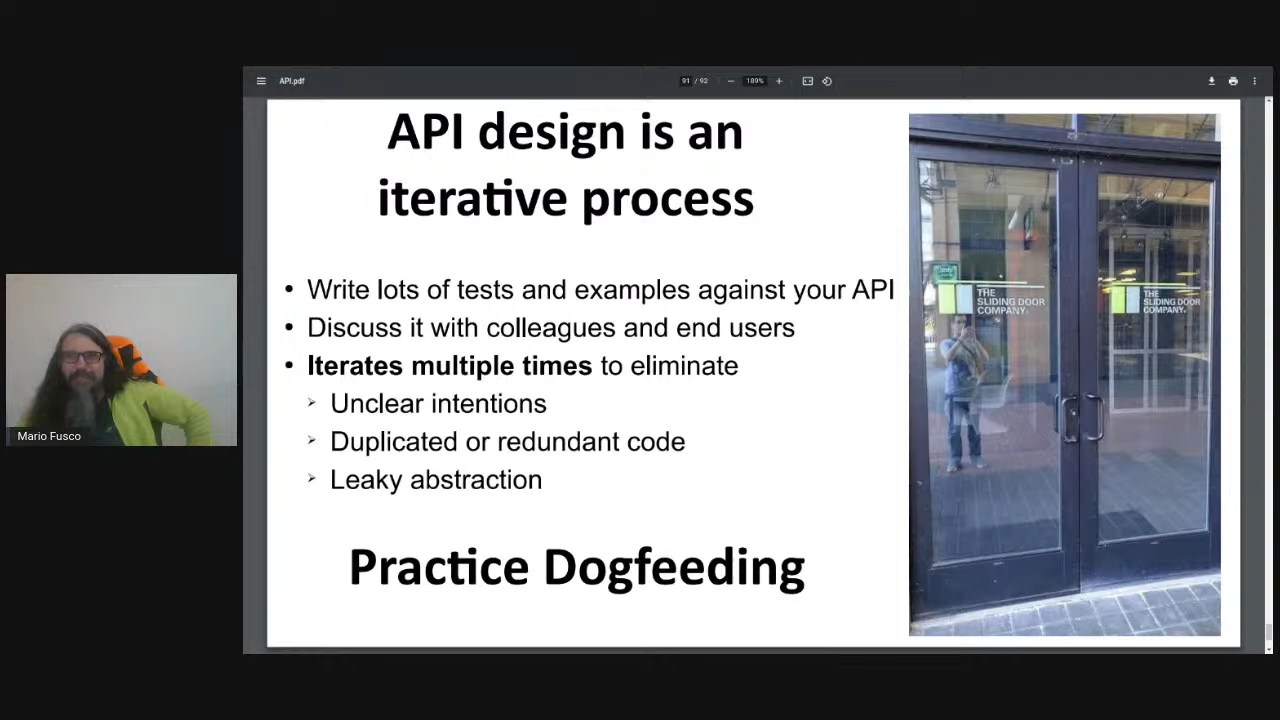 API.pdf
91 / 92
189%
API design is an
iterative process
• Write lots of tests and examples against your API
• Discuss it with colleagues and end users
• Iterates multiple times to eliminate
➢ Unclear intentions
➢ Duplicated or redundant code
➢ Leaky abstraction
Practice Dogfeeding
THE
SLIDING DOOR
COMPANY
THE
SLIDING DOOR
COMPANY
Mario Fusco